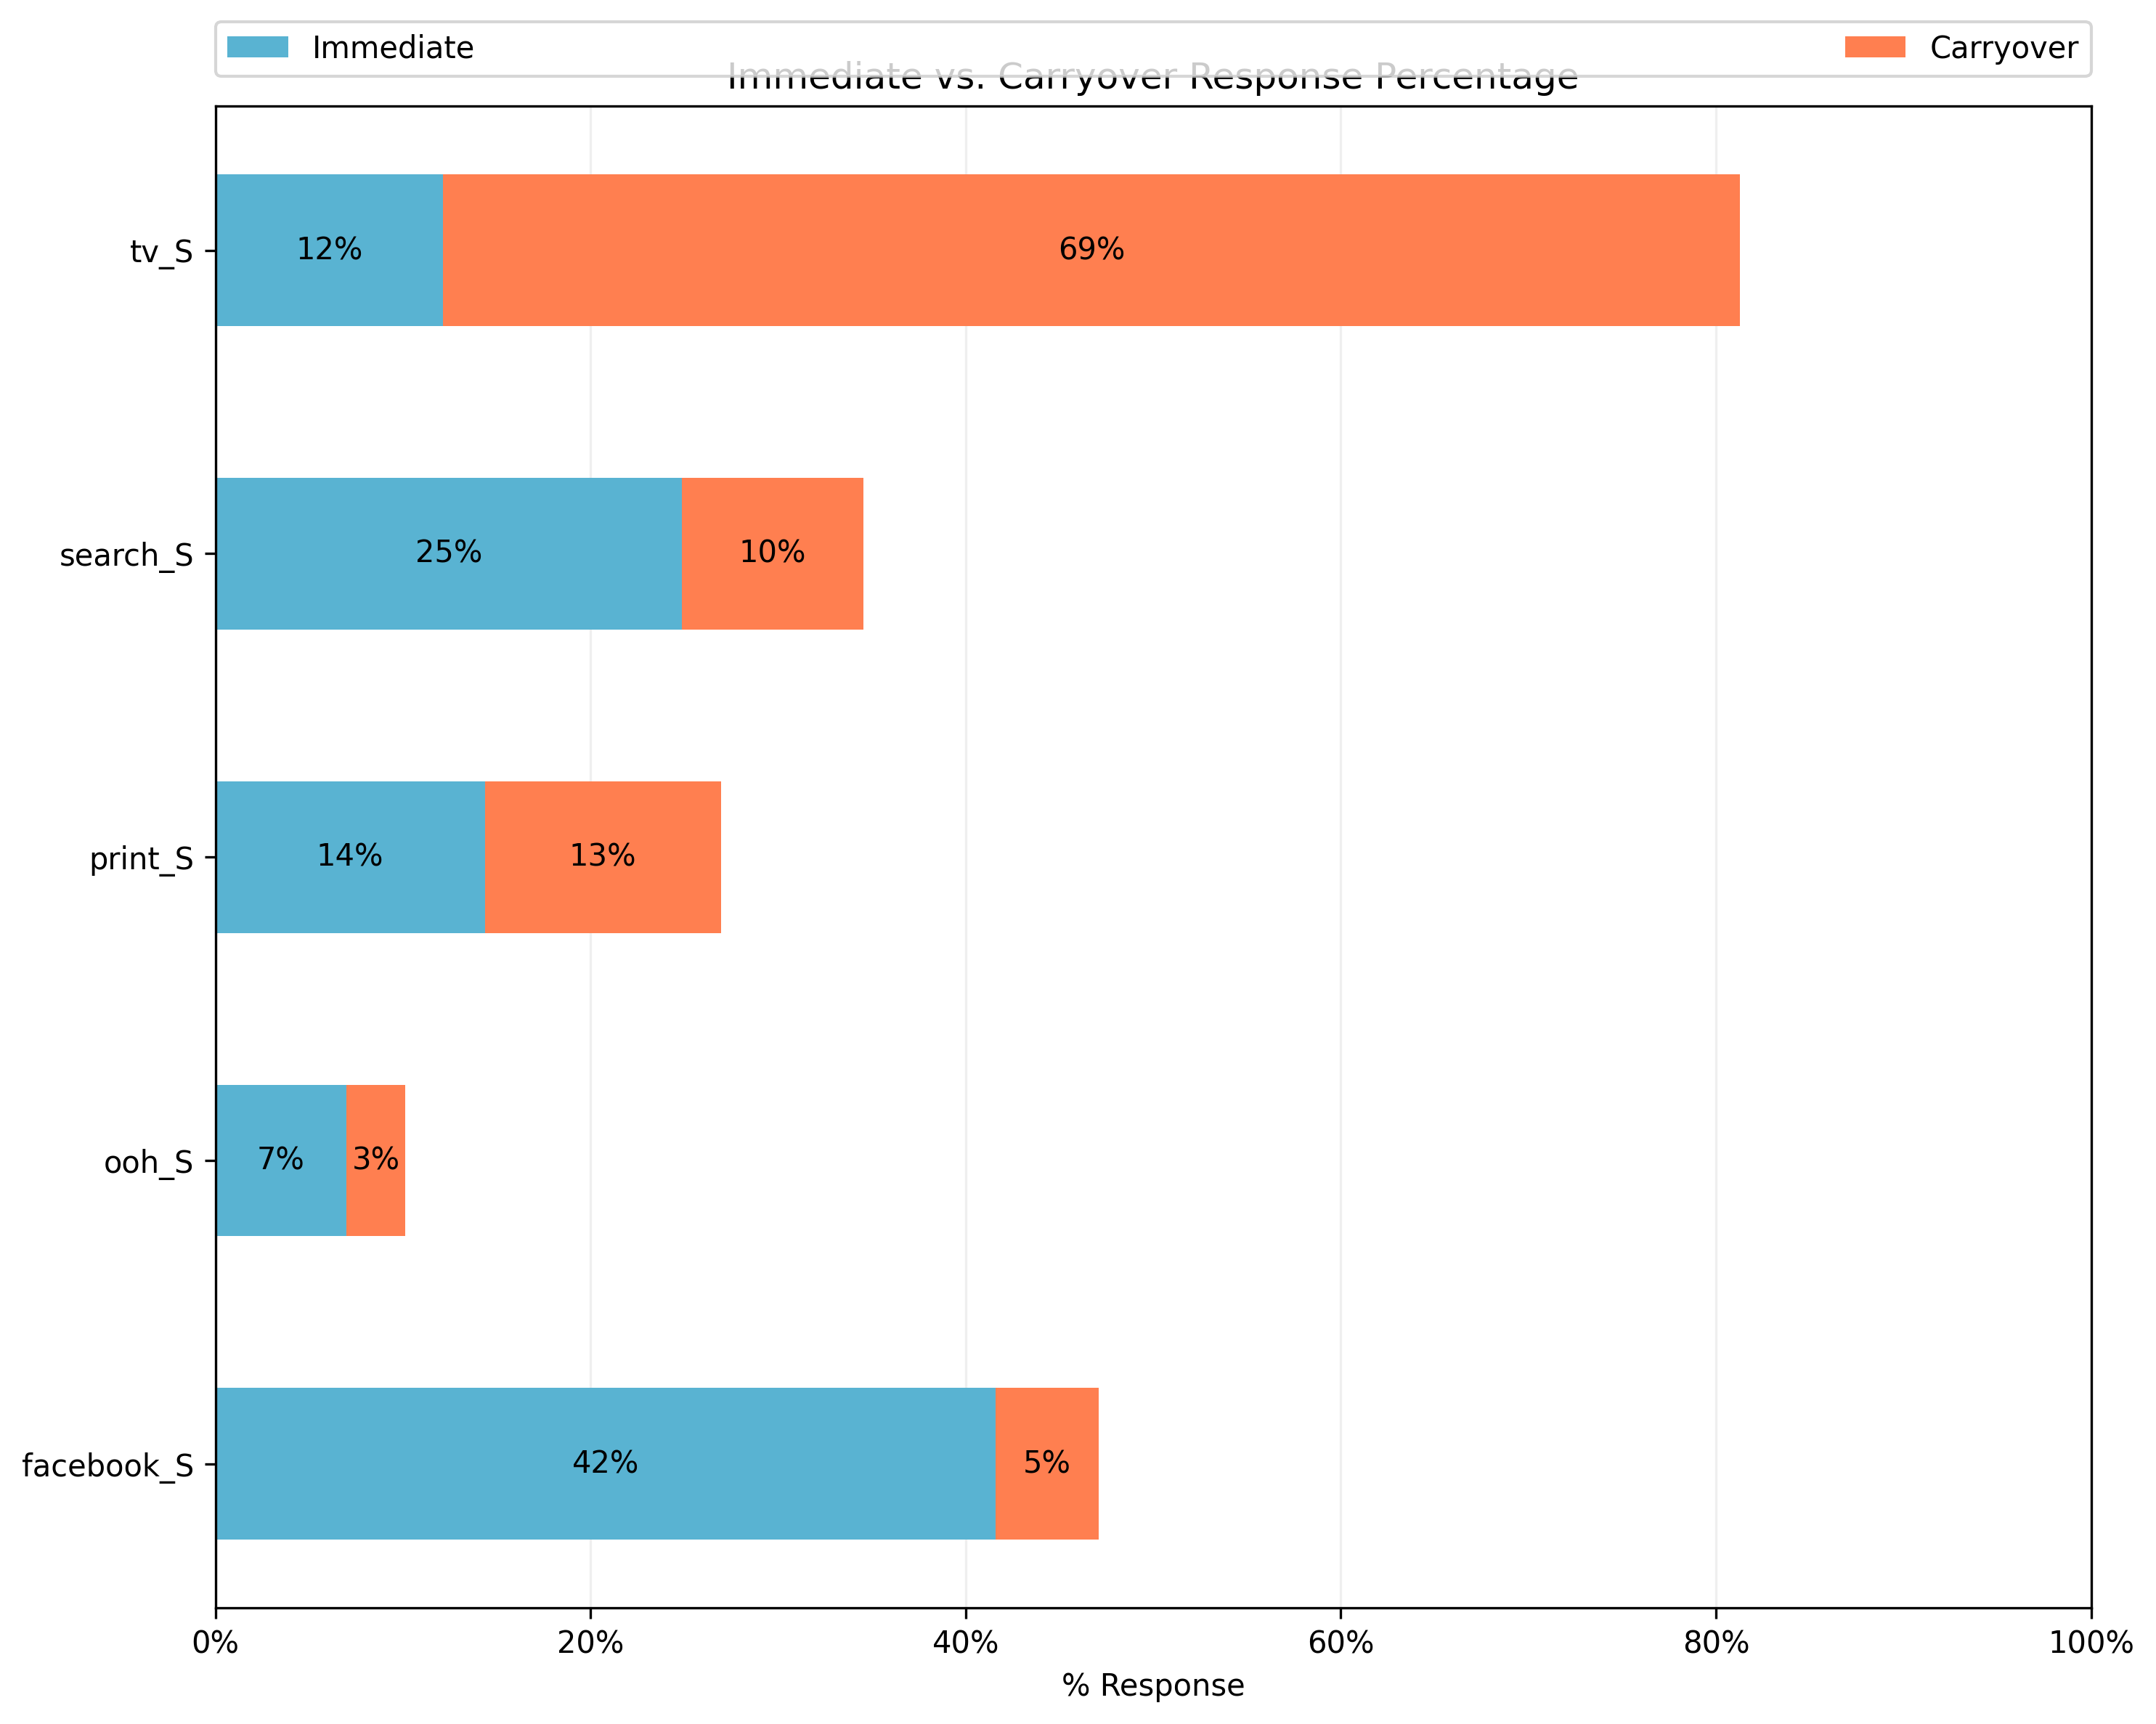 Immediate Carryover
Immediate vs. Carryover Response Percentage
tv_S 12% 69%
search_S 25% 10%
print_S 14% 13%
ooh_S 7% 3%
facebook_S 42% 5%
0% 20% 40% 60% 80% 100%
% Response